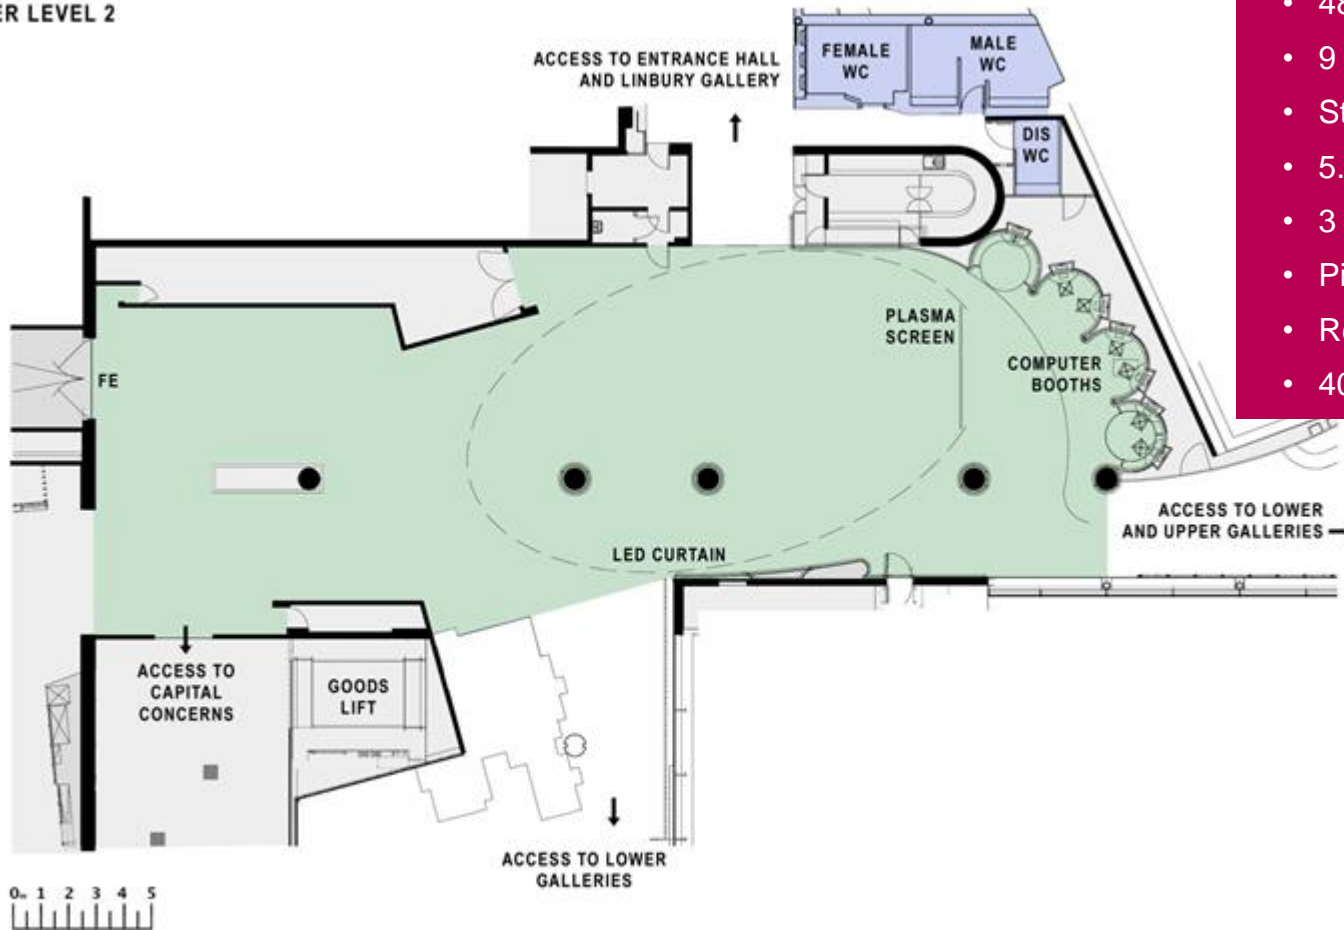 ER LEVEL 2
ACCESS TO ENTRANCE HALL
AND LINBURY GALLERY
FEMALE
WC
MALE
WC
DIS
WC
• 48
• 9
• St
• 5.
• 3
• Pi
• R
• 40
PLASMA
SCREEN
COMPUTER
BOOTHS
FE
LED CURTAIN
ACCESS TO LOWER
AND UPPER GALLERIES
ACCESS TO
CAPITAL
CONCERNS
GOODS
LIFT
ACCESS TO LOWER
GALLERIES
0m 1 2 3 4 5